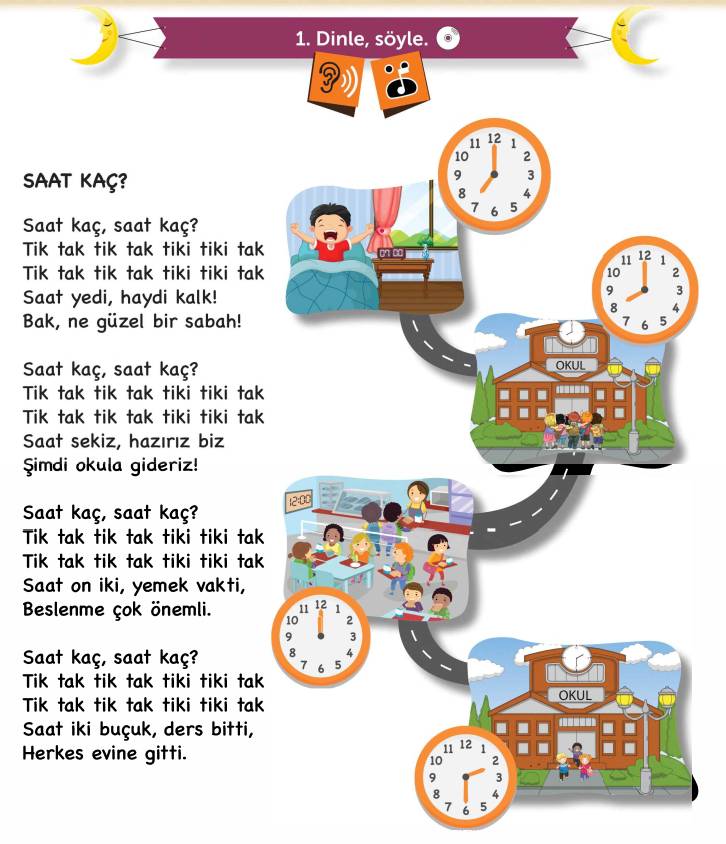 1. Dinle, söyle.
SAAT KAÇ?
Saat kaç, saat kaç?
Tik tak tik tak tiki tiki tak
Tik tak tik tak tiki tiki tak
Saat yedi, haydi kalk!
Bak, ne güzel bir sabah!
Saat kaç, saat kaç?
Tik tak tik tak tiki tiki tak
Tik tak tik tak tiki tiki tak
Saat sekiz, hazırız biz
Şimdi okula gideriz!
Saat kaç, saat kaç?
Tik tak tik tak tiki tiki tak
Tik tak tik tak tiki tiki tak
Saat on iki, yemek vakti,
Beslenme çok önemli.
Saat kaç, saat kaç?
Tik tak tik tak tiki tiki tak
Tik tak tik tak tiki tiki tak
Saat iki buçuk, ders bitti,
Herkes evine gitti.
12 1 2 3 4 5 6 7 8 9 10 11
07:00
12 1 2 3 4 5 6 7 8 9 10 11
OKUL
12:00
12 1 2 3 4 5 6 7 8 9 10 11
OKUL
12 1 2 3 4 5 6 7 8 9 10 11